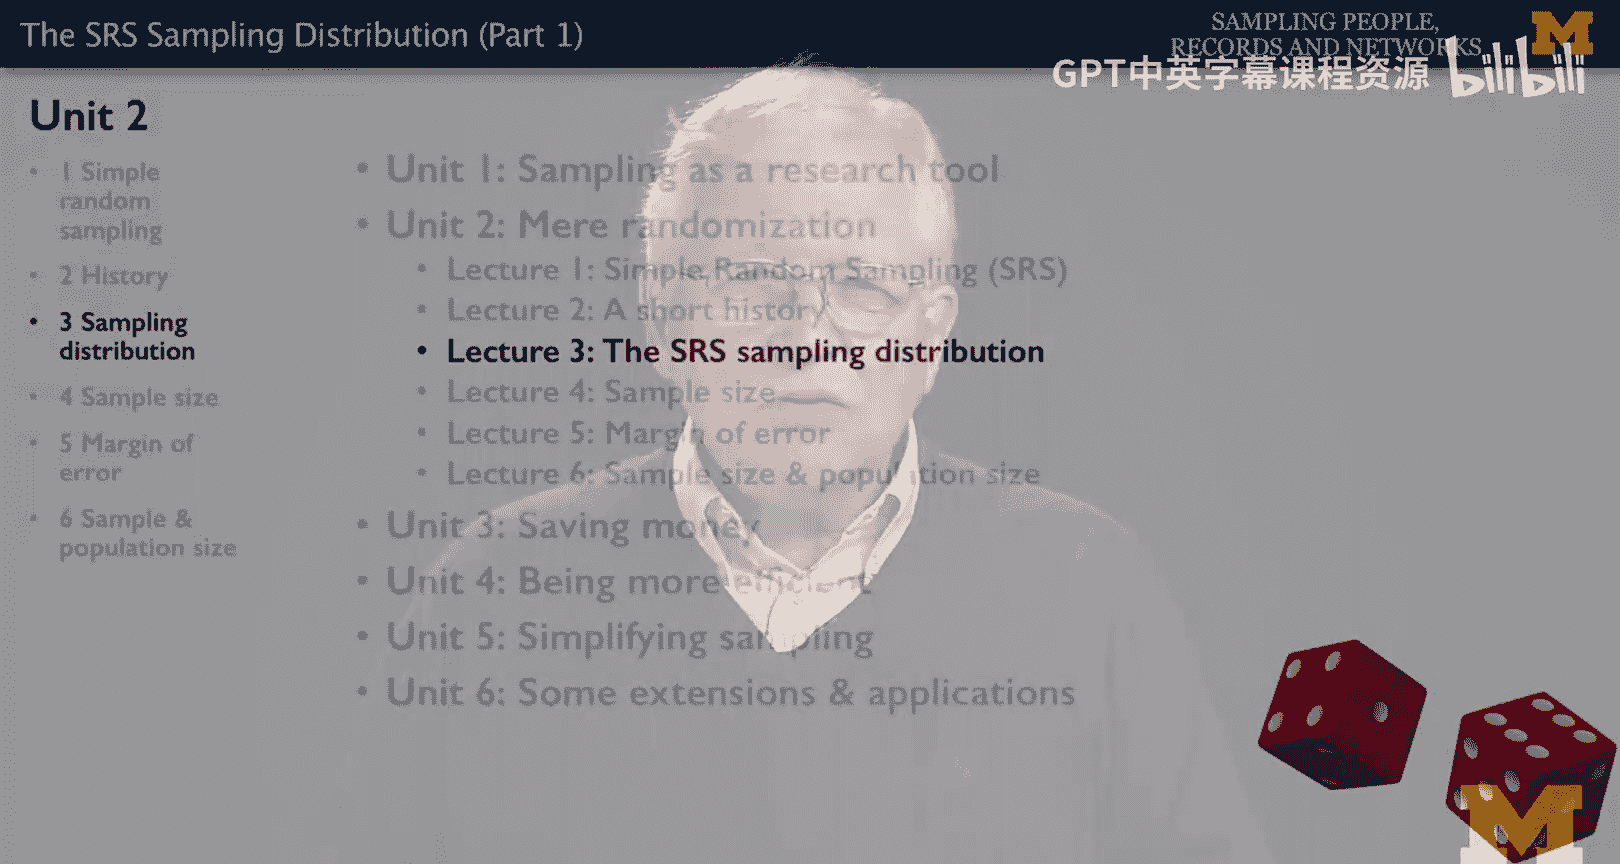 The SRS Sampling Distribution (Part 1)
SAMPLING PEOPLE,
RECORDS AND NETWORKS
M
GPT中英字幕课程资源
bilibili
Unit 2
• 1 Simple
random
sampling
• 2 History
• 3 Sampling
distribution
• 4 Sample size
• 5 Margin of
error
• 6 Sample &
population size
• Unit 1: Sampling as a research tool
• Unit 2: Mere randomization
• Lecture 1: Simple Random Sampling (SRS)
• Lecture 2: A short history
• Lecture 3: The SRS sampling distribution
• Lecture 4: Sample size
• Lecture 5: Margin of error
• Lecture 6: Sample size & population size
• Unit 3: Saving money
• Unit 4: Being more efficient
• Unit 5: Simplifying sampling
• Unit 6: Some extensions & applications
M